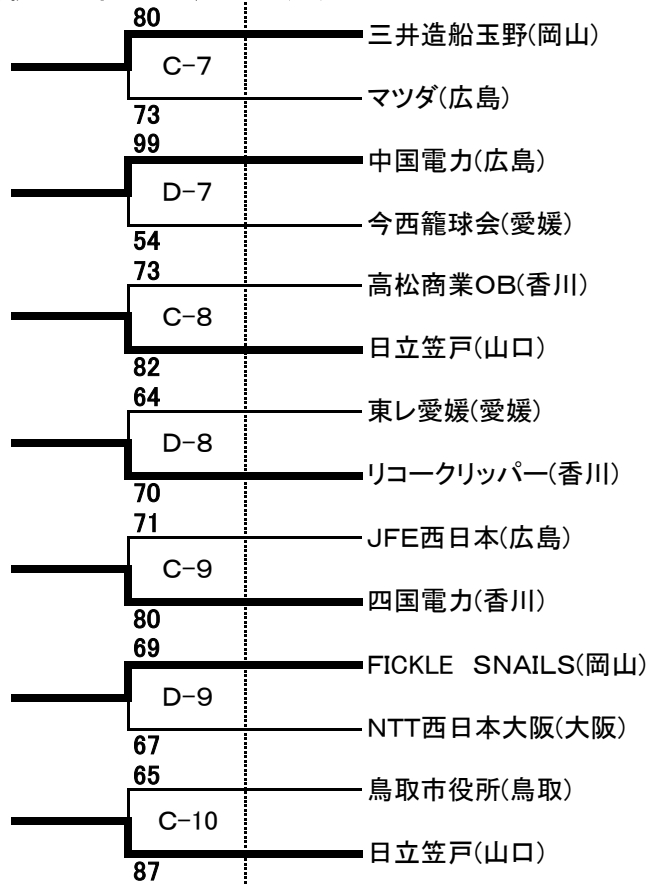 80
三井造船玉野(岡山)
C-7
マツダ(広島)
73
99
中国電力(広島)
D-7
今西籠球会(愛媛)
54
73
高松商業OB(香川)
C-8
日立笠戸(山口)
82
64
東レ愛媛(愛媛)
D-8
リコークリッパー(香川)
70
71
JFE西日本(広島)
C-9
四国電力(香川)
80
69
FICKLE　SNAILS(岡山)
D-9
NTT西日本大阪(大阪)
67
65
鳥取市役所(鳥取)
C-10
日立笠戸(山口)
87